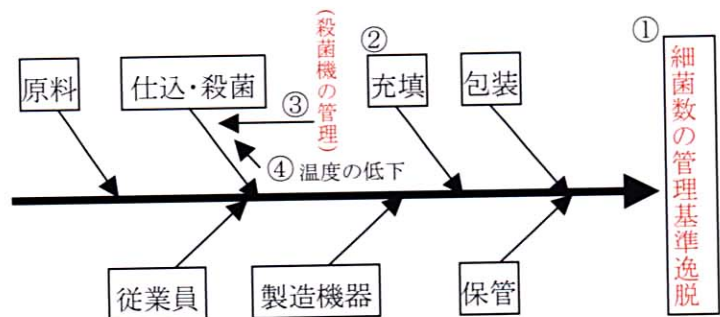 ①
細菌数の管理基準逸脱
原料
仕込・殺菌
(殺菌機の管理)
②
充填
包装
③
④ 温度の低下
従業員
製造機器
保管